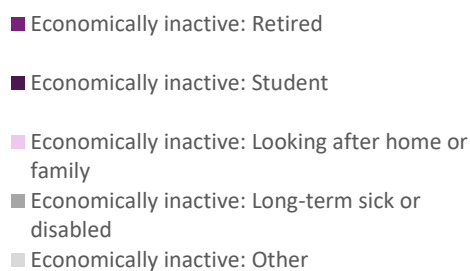 Economically inactive: Retired
Economically inactive: Student
Economically inactive: Looking after home or
family
Economically inactive: Long-term sick or
disabled
Economically inactive: Other